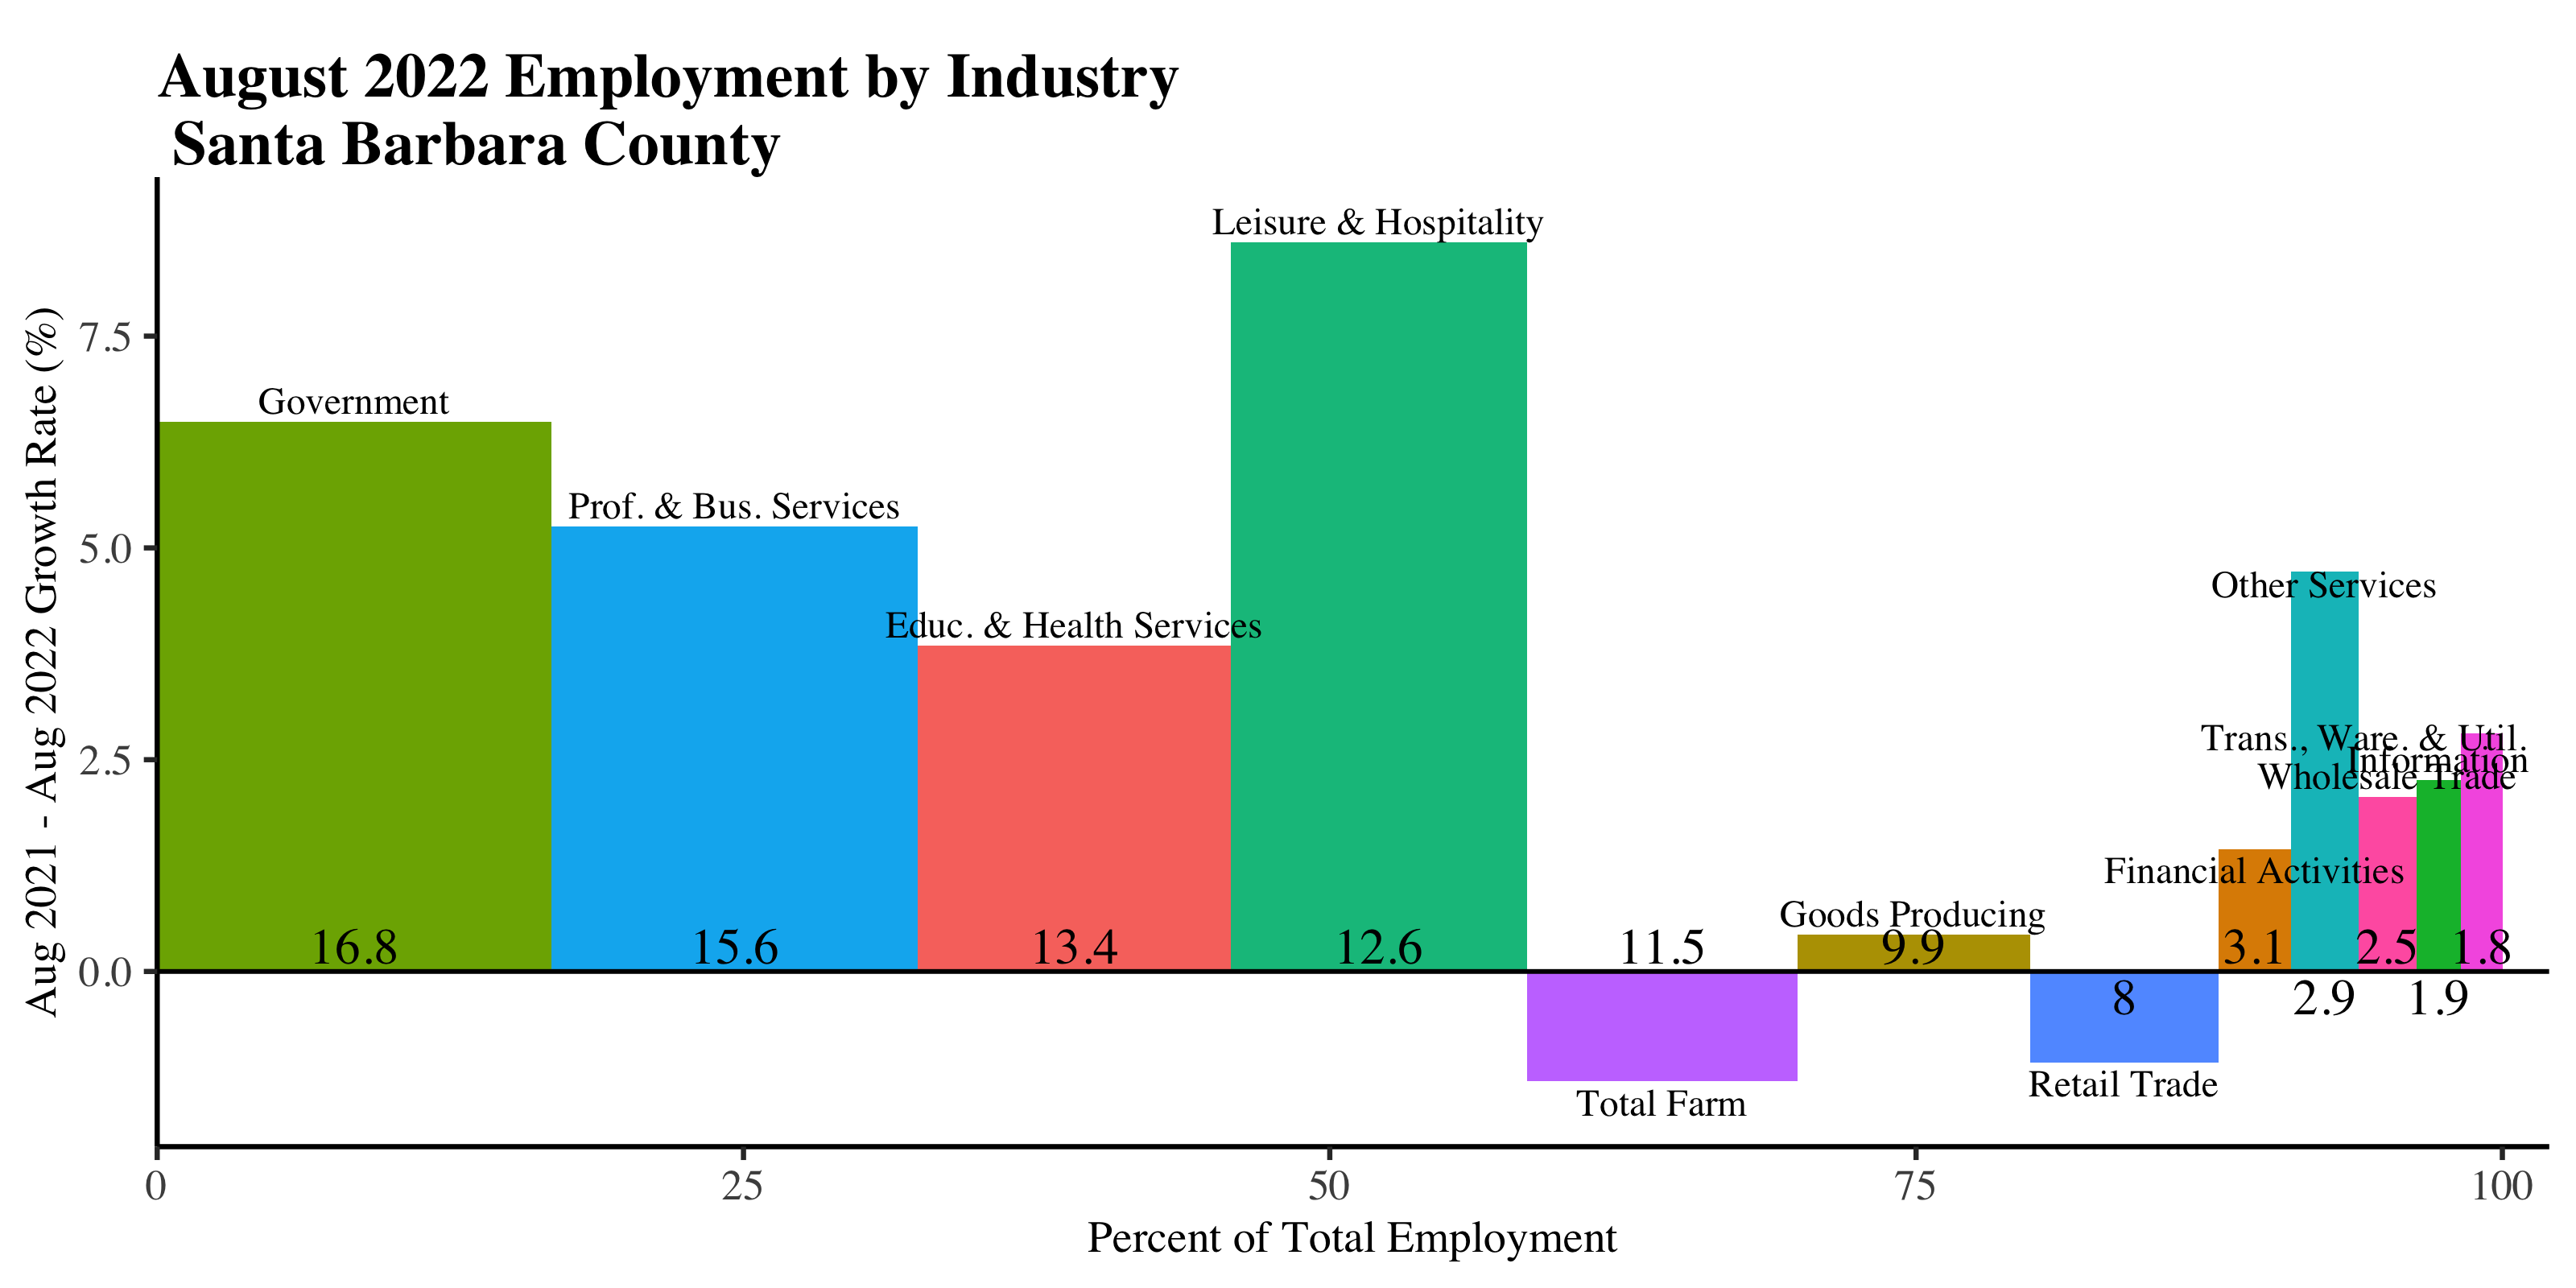 August 2022 Employment by Industry
Santa Barbara County
Aug 2021 - Aug 2022 Growth Rate (%)
7.5
5.0
2.5
0.0
Leisure & Hospitality
Government
Prof. & Bus. Services
Other Services
Educ. & Health Services
Trans., Ware. & Util.
Information
Wholesale Trade
Financial Activities
Goods Producing
16.8
15.6
13.4
12.6
11.5
9.9
3.1
2.5
1.8
8
2.9
1.9
Retail Trade
Total Farm
0
25
50
75
100
Percent of Total Employment